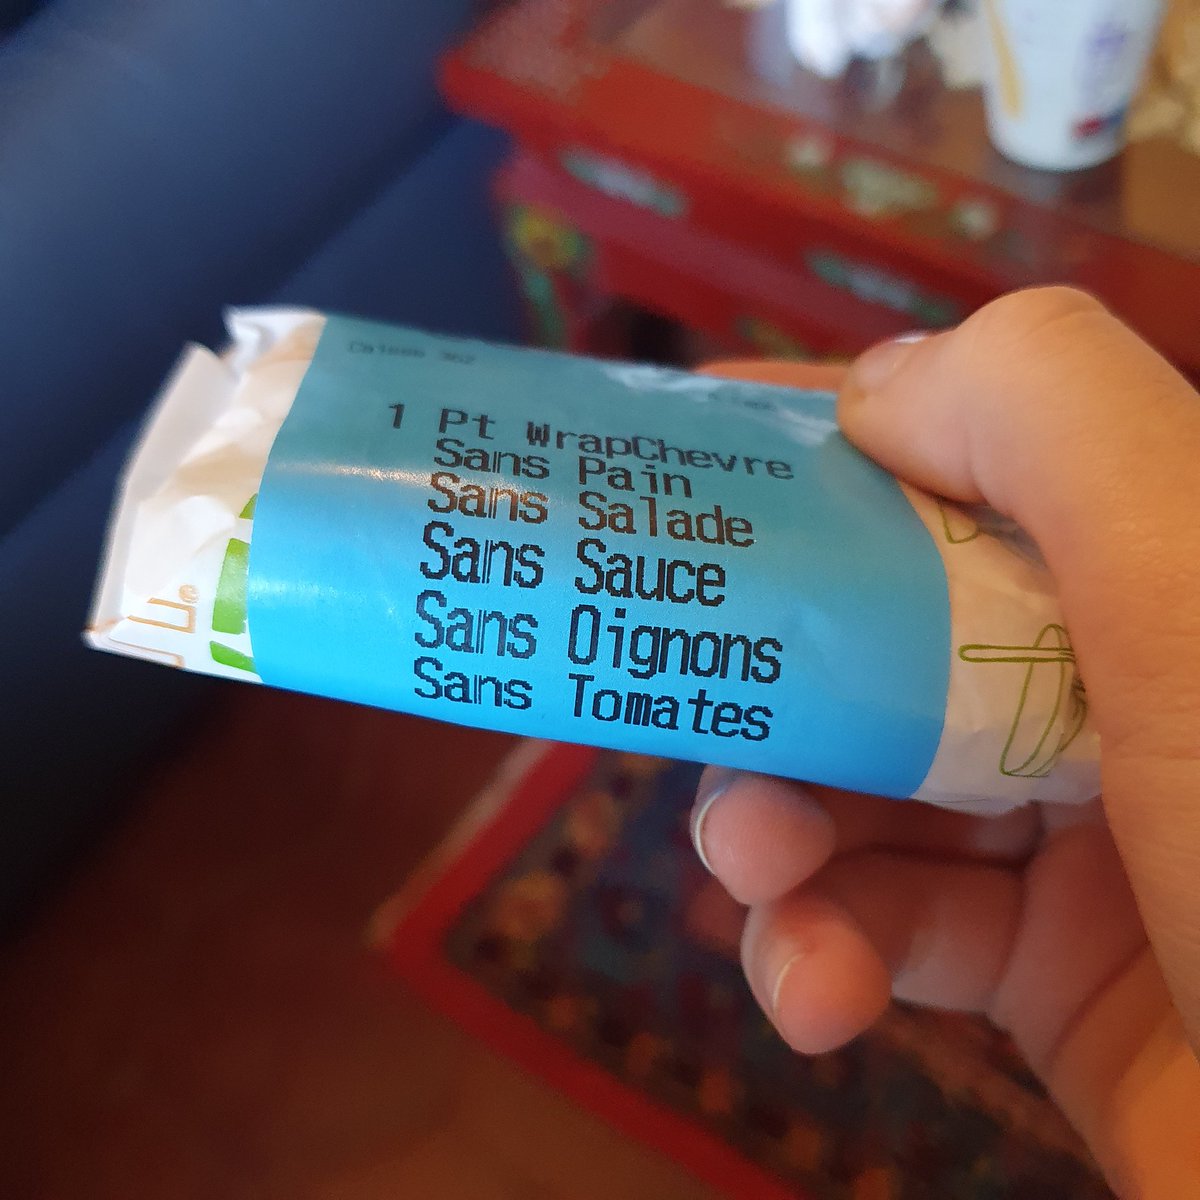 1 Pt WrapChevre
Sans Pain
Sans Salade
Sans Sauce
Sans Oignons
Sans Tomates